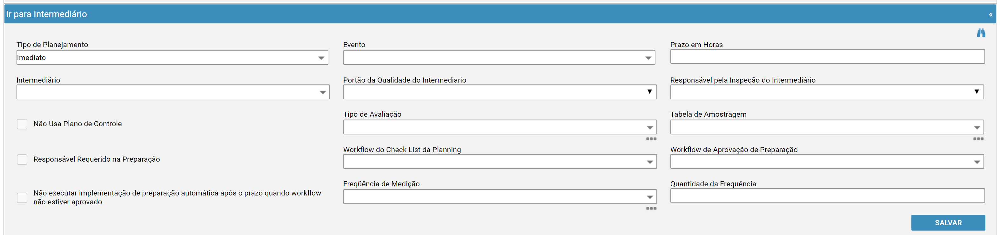 Ir para Intermediário
«
Tipo de Planejamento
Evento
Prazo em Horas
Imediato
Intermediário
Portão da Qualidade do Intermediario
Responsável pela Inspeção do Intermediário
Não Usa Plano de Controle
Tipo de Avaliação
Tabela de Amostragem
Responsável Requerido na Preparação
Workflow do Check List da Planning
Workflow de Aprovação de Preparação
Não executar implementação de preparação automática após o prazo quando workflow
não estiver aprovado
Freqüência de Medição
Quantidade da Frequência
SALVAR